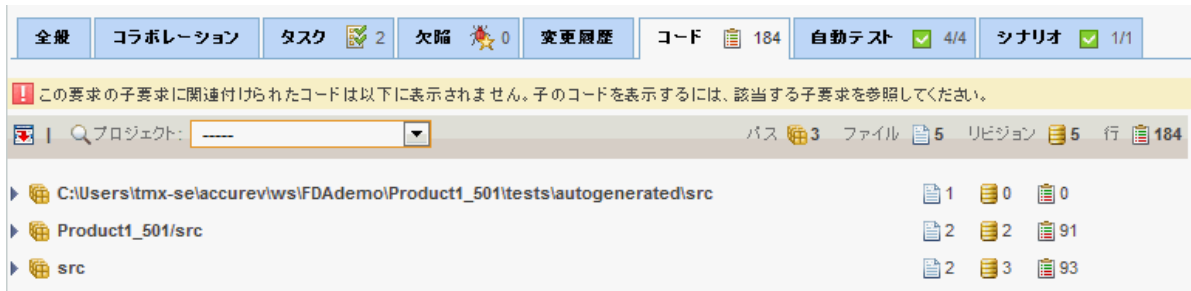 全般 コラボレーション タスク 2 欠陥 0 変更履歴 コード 184 自動テスト 4/4 シナリオ 1/1
この要求の子要求に関連付けられたコードは以下に表示されません。子のコードを表示するには、該当する子要求を参照してください。
| プロジェクト: ----- パス 3 ファイル 5 リビジョン 5 行 184
C:\Users\tmx-se\accurev\ws\FDAdemo\Product1_501\tests\autogenerated\src 1 0 0
Product1_501/src 2 2 91
src 2 3 93